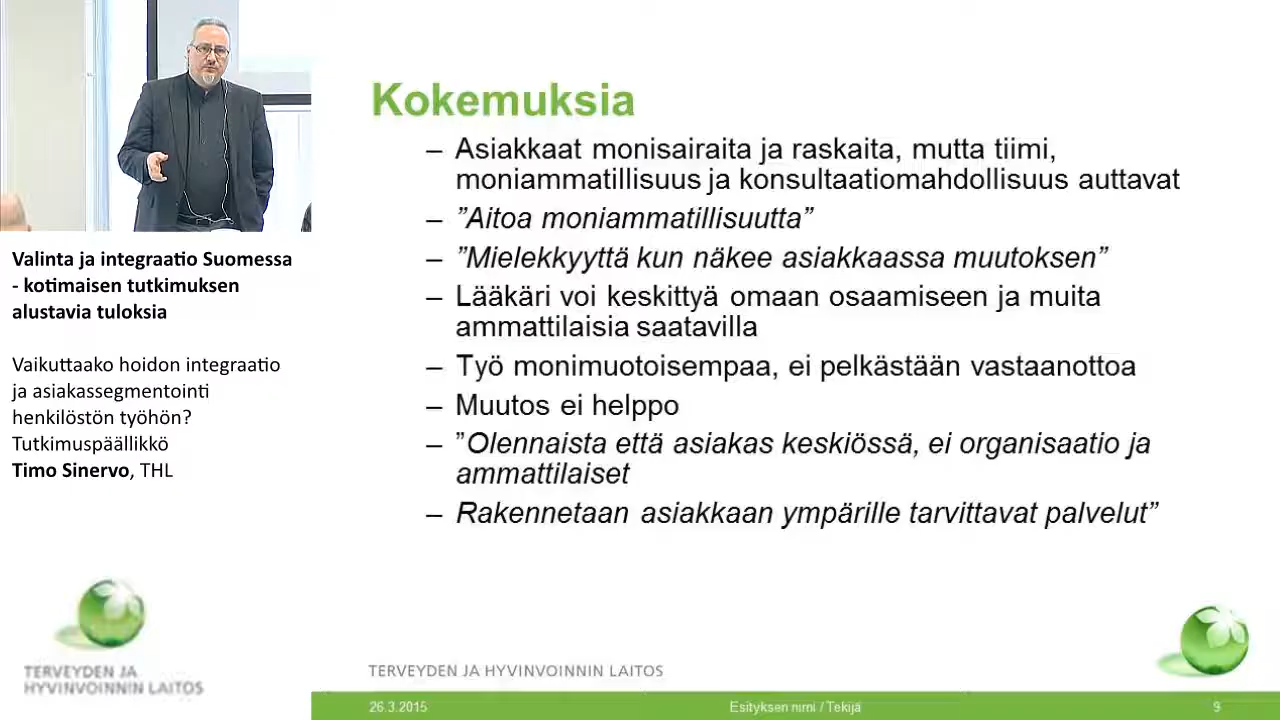 Valinta ja integraatio Suomessa
- kotimaisen tutkimuksen
alustavia tuloksia
Vaikuttaako hoidon integraatio
ja asiakassegmentointi
henkilöstön työhön?
Tutkimuspäällikkö
Timo Sinervo, THL
TERVEYDEN JA
HYVINVOINNIN LAITOS
Kokemuksia
– Asiakkaat monisairaita ja raskaita, mutta tiimi,
moniammatillisuus ja konsultaatiomahdollisuus auttavat
– ”Aitoa moniammatillisuutta”
– ”Mielekkyyttä kun näkee asiakkaassa muutoksen”
– Lääkäri voi keskittyä omaan osaamiseen ja muita
ammattilaisia saatavilla
– Työ monimuotoisempaa, ei pelkästään vastaanottoa
– Muutos ei helppo
– ”Olennaista että asiakas keskiössä, ei organisaatio ja
ammattilaiset
– Rakennetaan asiakkaan ympärille tarvittavat palvelut”
TERVEYDEN JA HYVINVOINNIN LAITOS
26.3.2015 Esityksen nimi / Tekijä 9